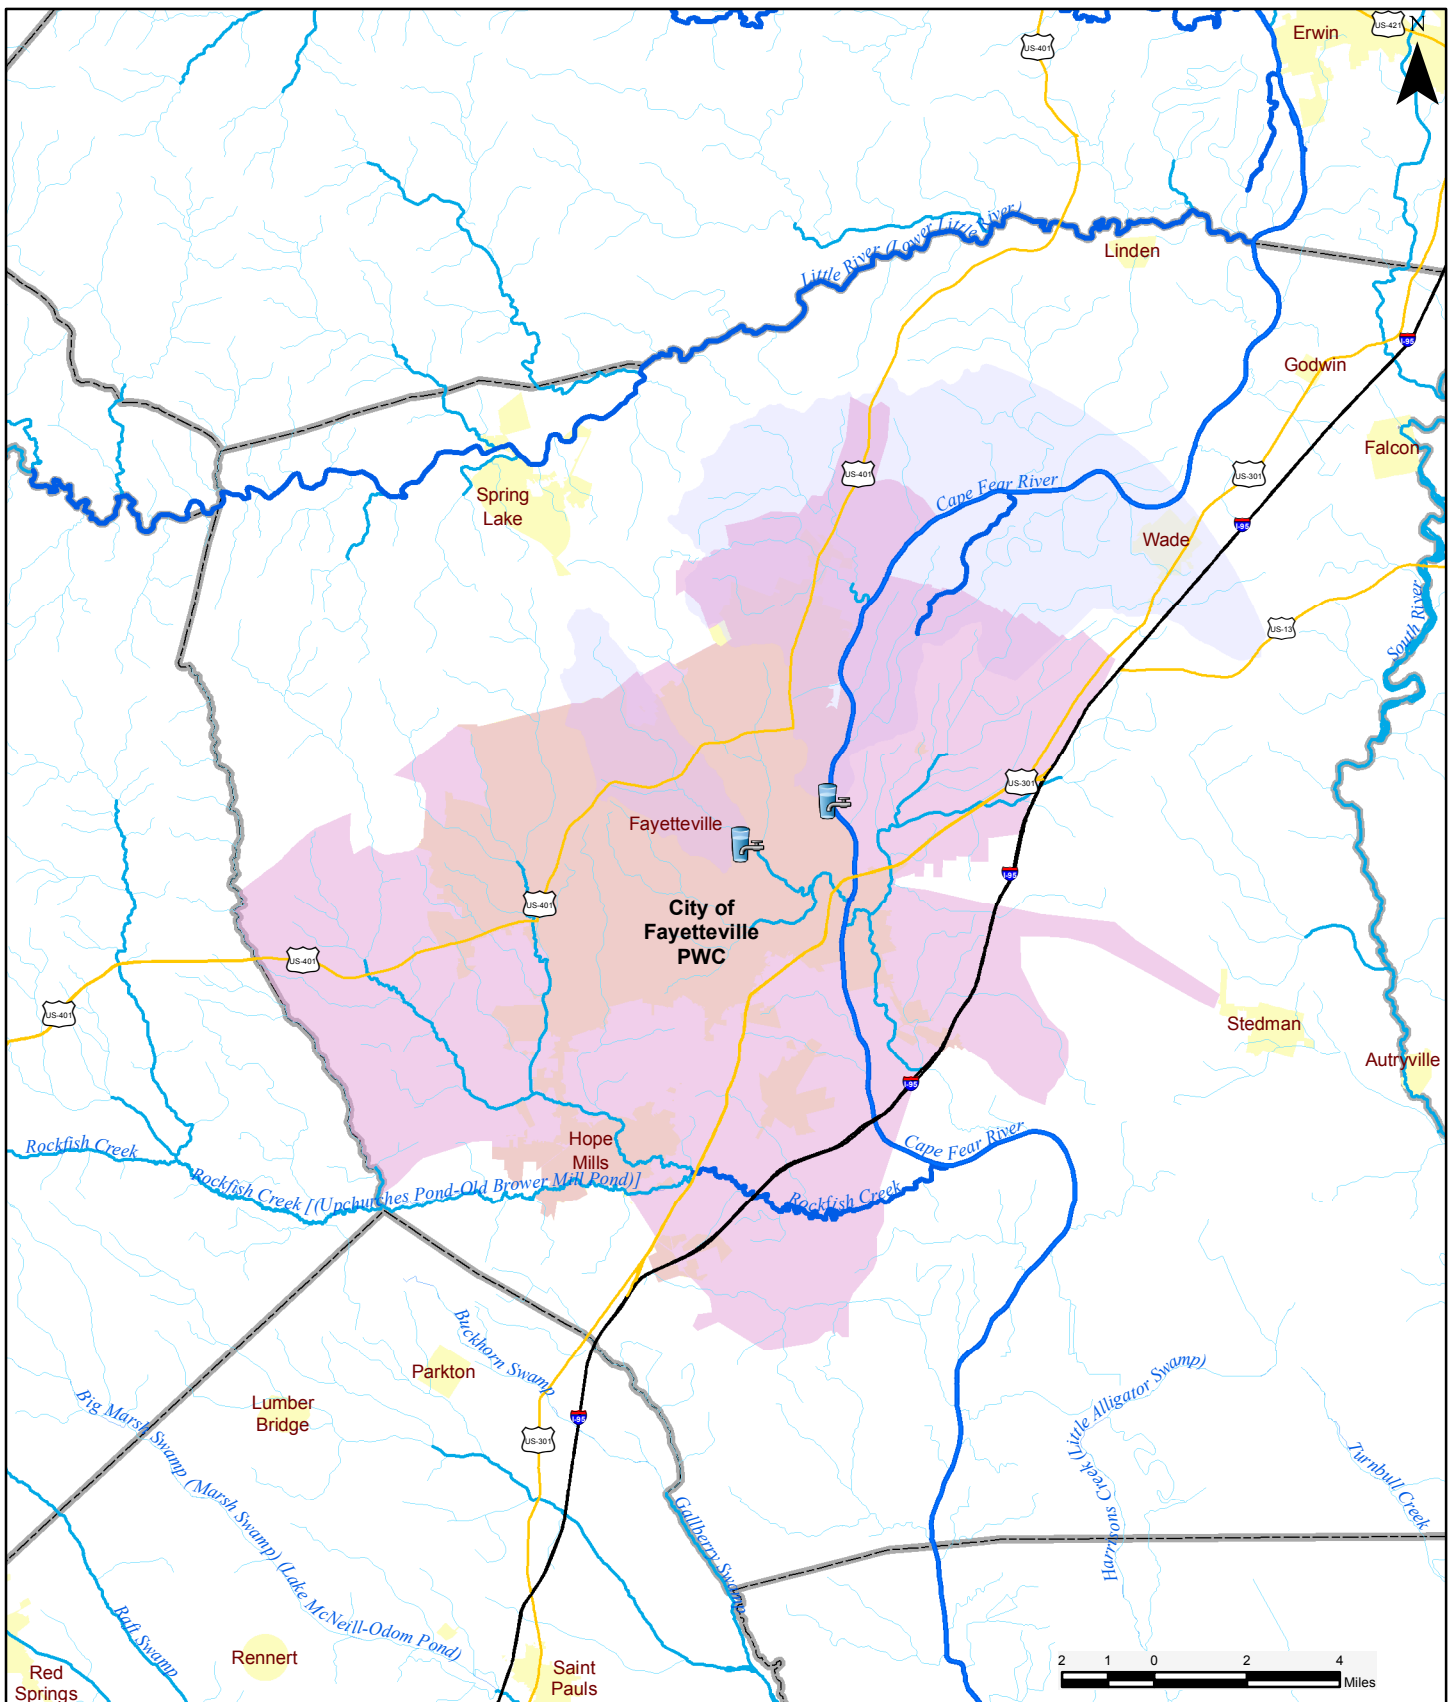 Erwin
US-421
N
US-401
Little River (Lower Little River)
Linden
Godwin
I-95
Falcon
US-401
Cape Fear River
US-301
I-95
Spring
Lake
Wade
US-13
South River
US-301
Fayetteville
I-95
US-401
City of
Fayetteville
PWC
US-401
US-401
Stedman
Autryville
I-95
Hope
Mills
Cape Fear River
Rockfish Creek
Rockfish Creek [(Upchurches Pond-Old Brower Mill Pond)]
Rockfish Creek
Buckhorn Swamp
Parkton
Lumber
Bridge
I-95
US-301
Big Marsh Swamp (Marsh Swamp) (Lake McNeill-Odom Pond)
Harrisons Creek (Little Alligator Swamp)
Turnbull Creek
Gallberry Swamp
Raft Swamp
Rennert
Red
Springs
Saint
Pauls
2 1 0 2 4
Miles